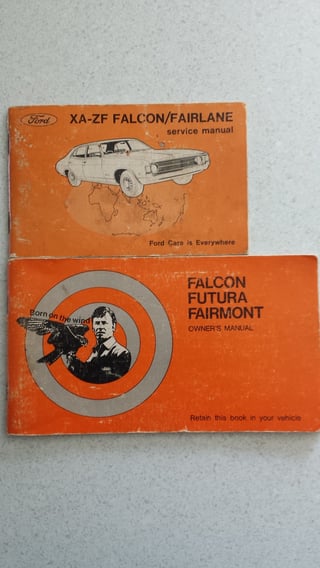 Ford
XA-ZF FALCON/FAIRLANE
service manual
Ford Cars is Everywhere
Born on the wind
FALCON
FUTURA
FAIRMONT
OWNER'S MANUAL
Retain this book in your vehicle